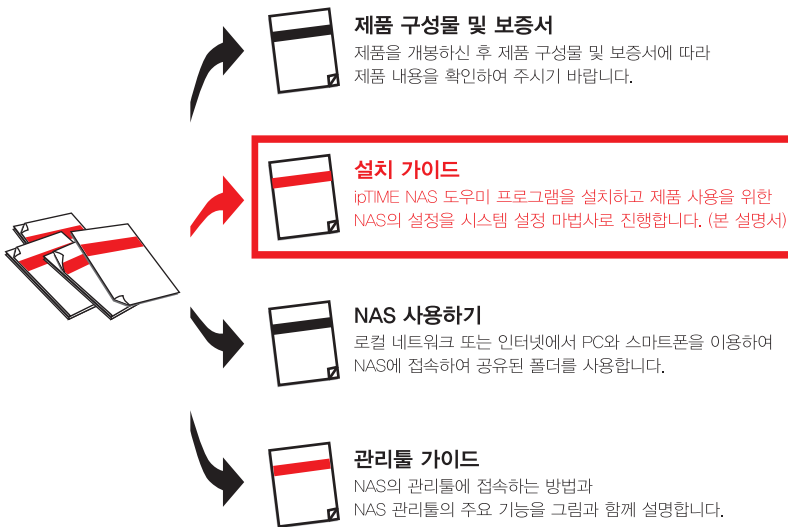 제품 구성물 및 보증서
제품을 개봉하신 후 제품 구성물 및 보증서에 따라
제품 내용을 확인하여 주시기 바랍니다.
설치 가이드
ipTIME NAS 도우미 프로그램을 설치하고 제품 사용을 위한
NAS의 설정을 시스템 설정 마법사로 진행합니다. (본 설명서)
NAS 사용하기
로컬 네트워크 또는 인터넷에서 PC와 스마트폰을 이용하여
NAS에 접속하여 공유된 폴더를 사용합니다.
관리툴 가이드
NAS의 관리툴에 접속하는 방법과
NAS 관리툴의 주요 기능을 그림과 함께 설명합니다.